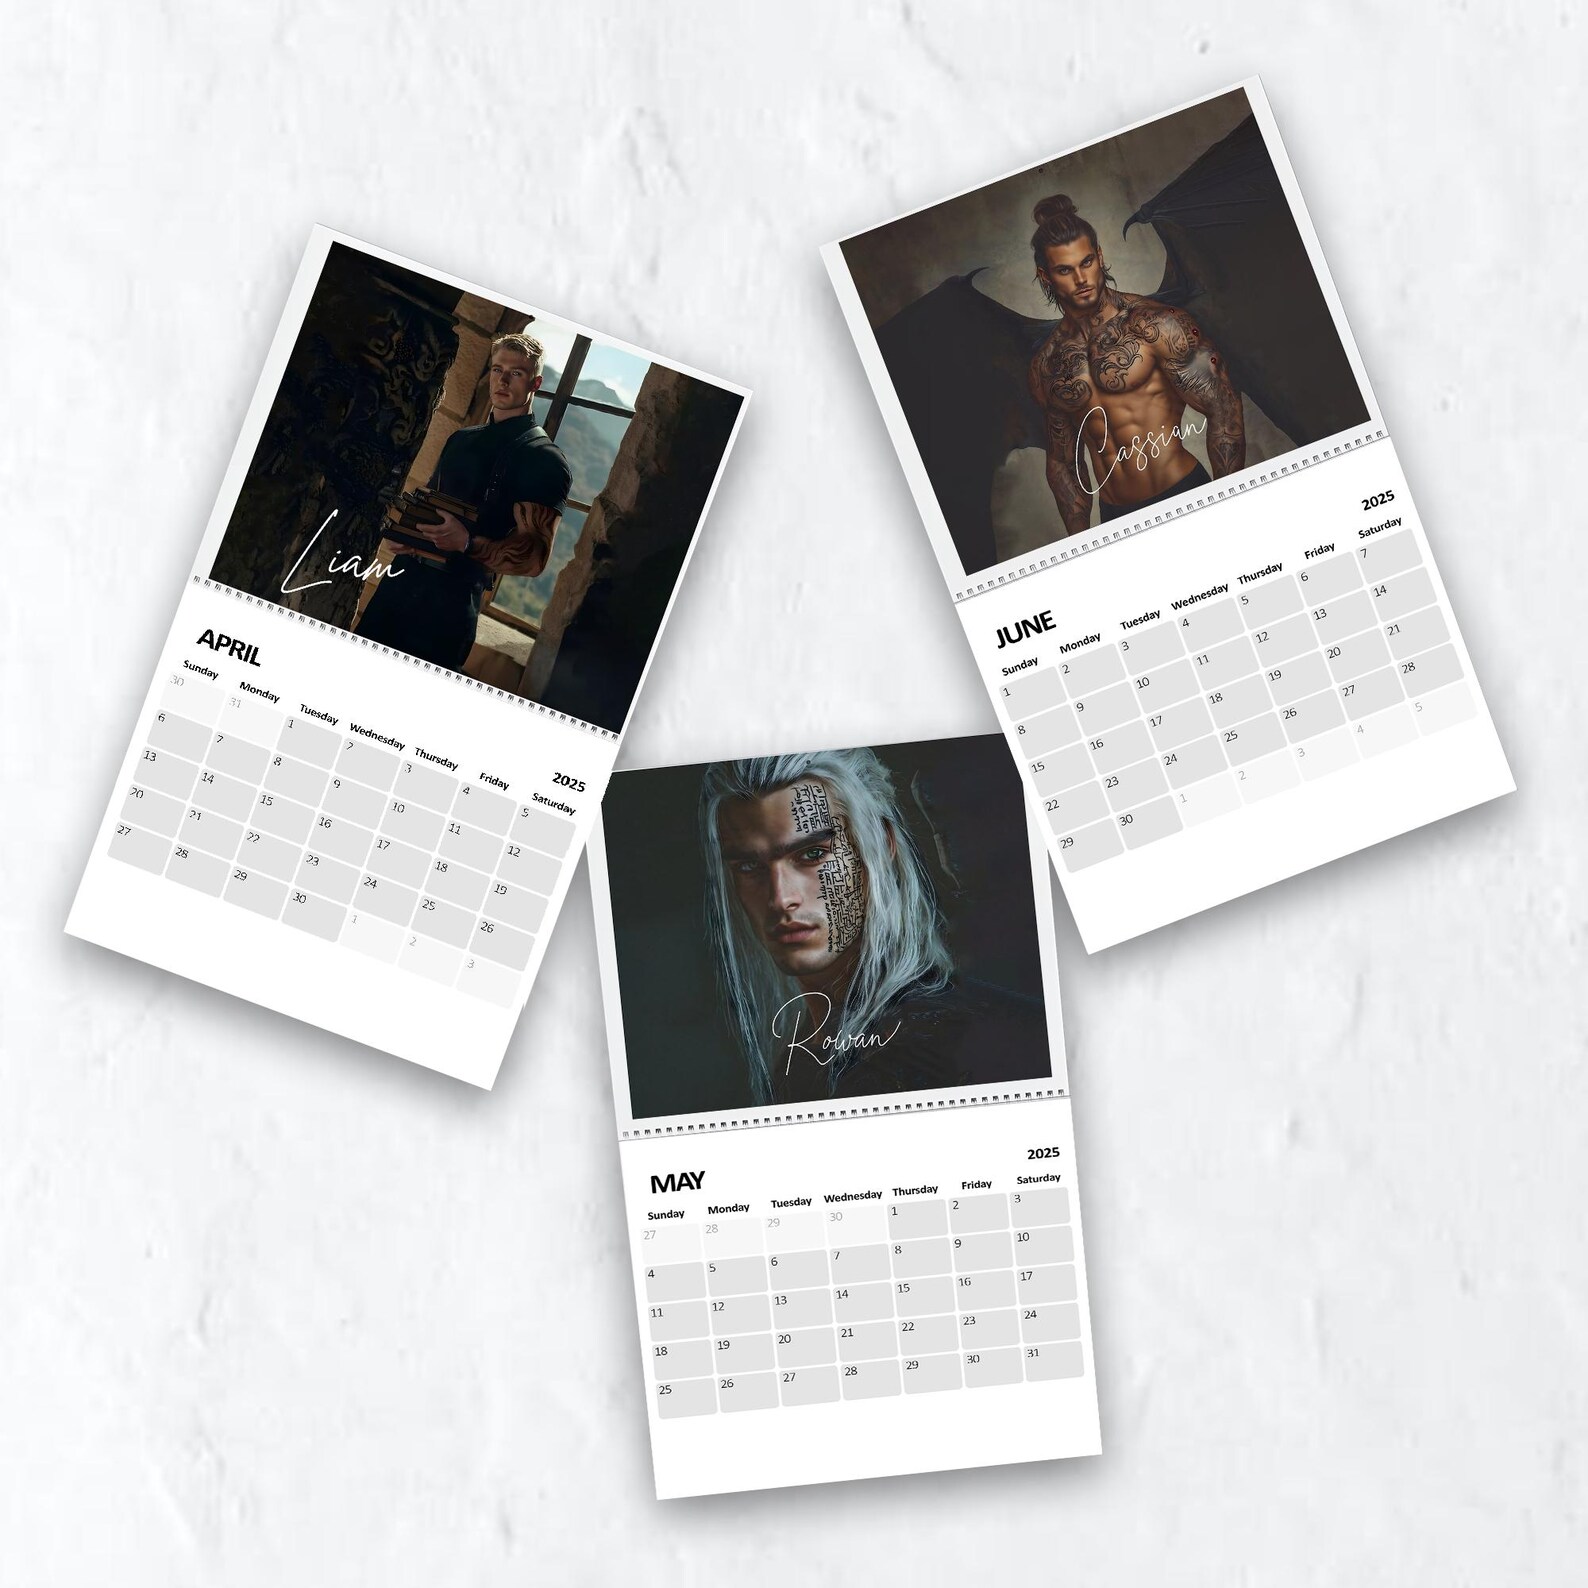 Liam
APRIL
2025
Sunday Monday Tuesday Wednesday Thursday Friday Saturday
30 31 1 2 3 4 5
6 7 8 9 10 11 12
13 14 15 16 17 18 19
20 21 22 23 24 25 26
27 28 29 30 1 2 3
Cassian
JUNE
2025
Sunday Monday Tuesday Wednesday Thursday Friday Saturday
1 2 3 4 5 6 7
8 9 10 11 12 13 14
15 16 17 18 19 20 21
22 23 24 25 26 27 28
29 30 1 2 3 4 5
Rowan
MAY
2025
Sunday Monday Tuesday Wednesday Thursday Friday Saturday
27 28 29 30 1 2 3
4 5 6 7 8 9 10
11 12 13 14 15 16 17
18 19 20 21 22 23 24
25 26 27 28 29 30 31